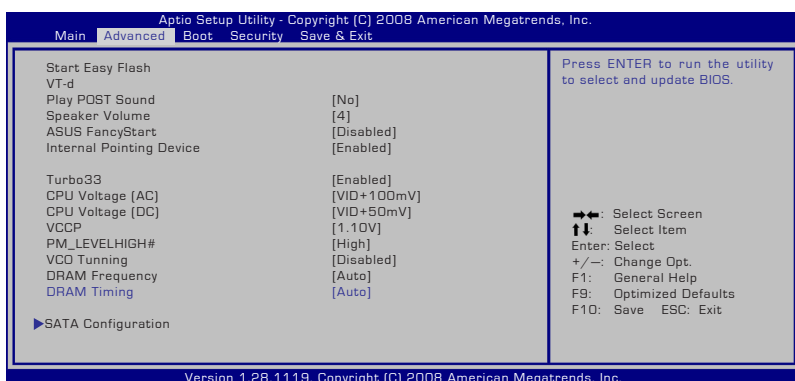 Aptio Setup Utility - Copyright (C) 2008 American Megatrends, Inc.
Main Advanced Boot Security Save & Exit
Start Easy Flash
VT-d
Play POST Sound [No]
Speaker Volume [4]
ASUS FancyStart [Disabled]
Internal Pointing Device [Enabled]
Turbo33 [Enabled]
CPU Voltage (AC) [VID+100mV]
CPU Voltage (DC) [VID+50mV]
VCCP [1.10V]
PM_LEVELHIGH# [High]
VCO Tunning [Disabled]
DRAM Frequency [Auto]
DRAM Timing [Auto]
SATA Configuration
Press ENTER to run the utility
to select and update BIOS.
→←: Select Screen
↑↓: Select Item
Enter: Select
+/—: Change Opt.
F1: General Help
F9: Optimized Defaults
F10: Save ESC: Exit
Version 1.28.1119. Copyright (C) 2008 American Megatrends, Inc.